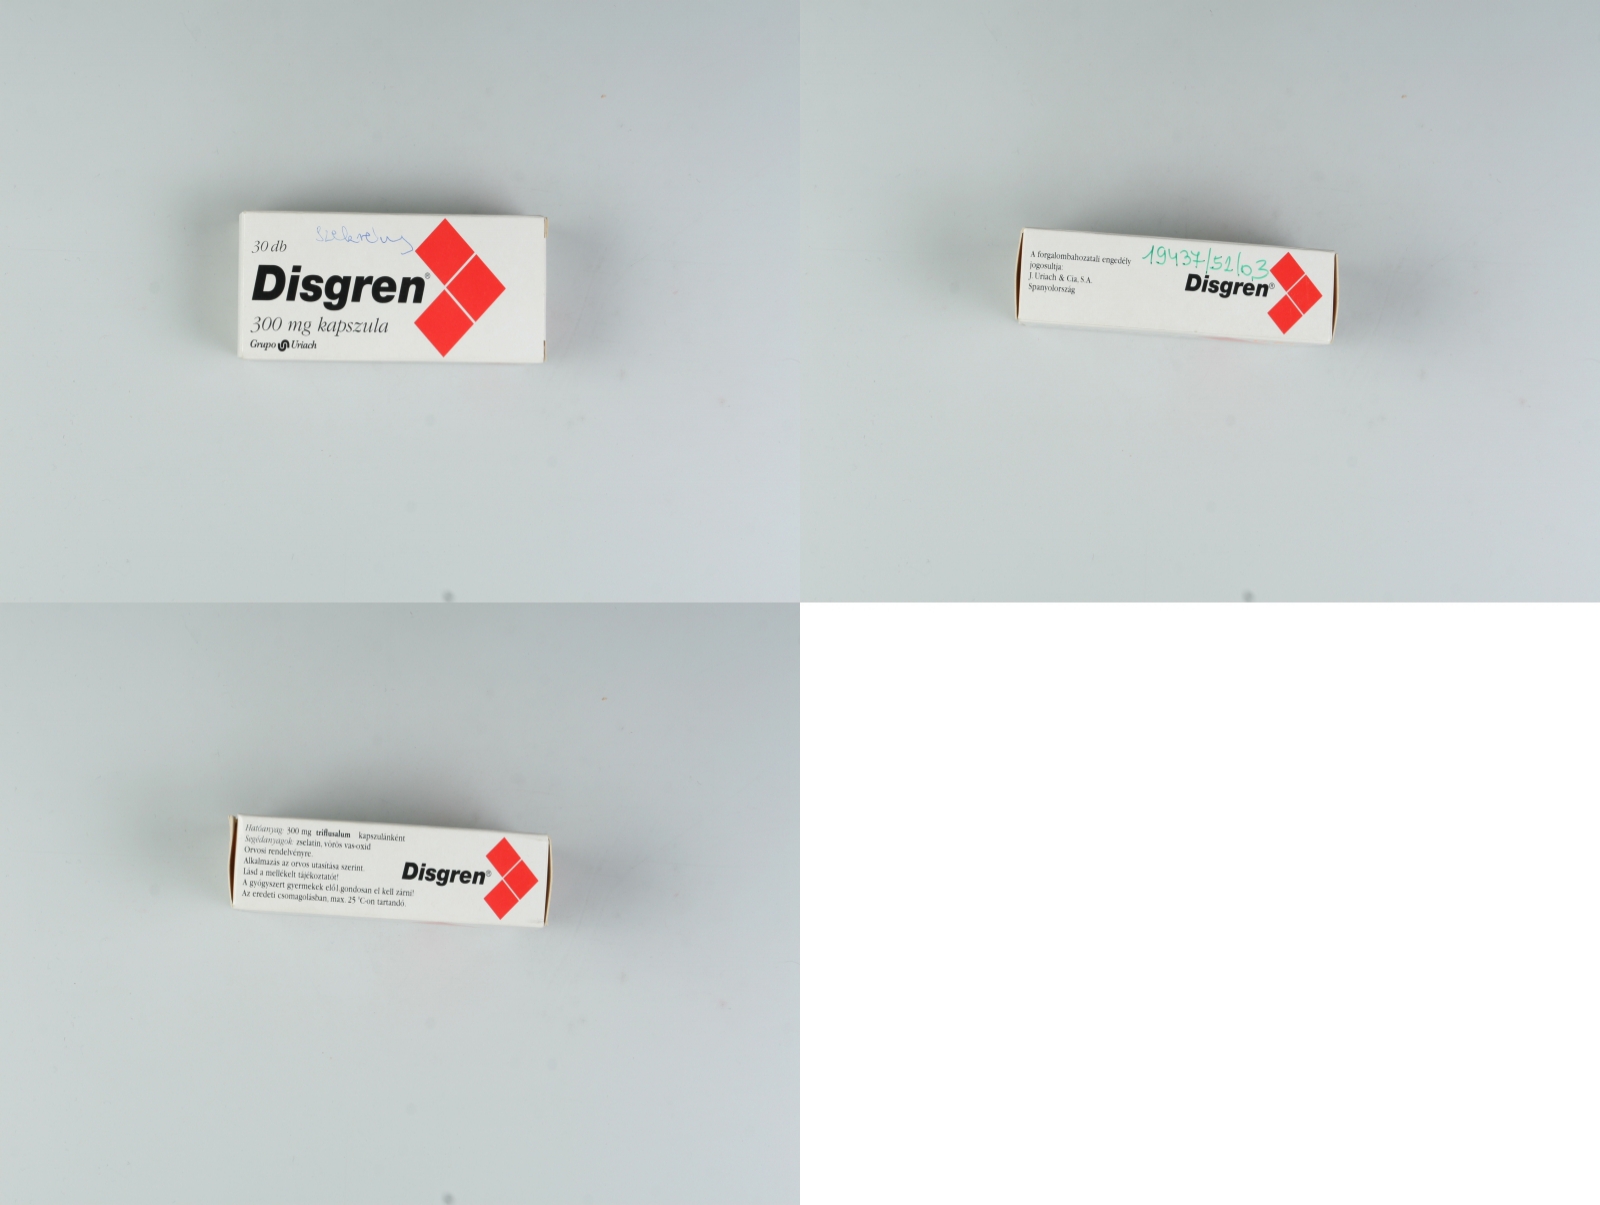 szekrény
30 db
Disgren®
300 mg kapszula
Grupo Uriach
19437/52/03
A forgalombahozatali engedély
jogosultja:
J. Uriach & Cia, S.A.
Spanyolország
Disgren®
Hatóanyag: 300 mg triflusalum kapszulánként
Segédanyagok: zselatin, vörös vas-oxid
Orvosi rendelvényre.
Alkalmazás az orvos utasítása szerint.
Lásd a mellékelt tájékoztatót!
A gyógyszert gyermekek elől gondosan el kell zárni!
Az eredeti csomagolásban, max. 25 °C-on tartandó.
Disgren®